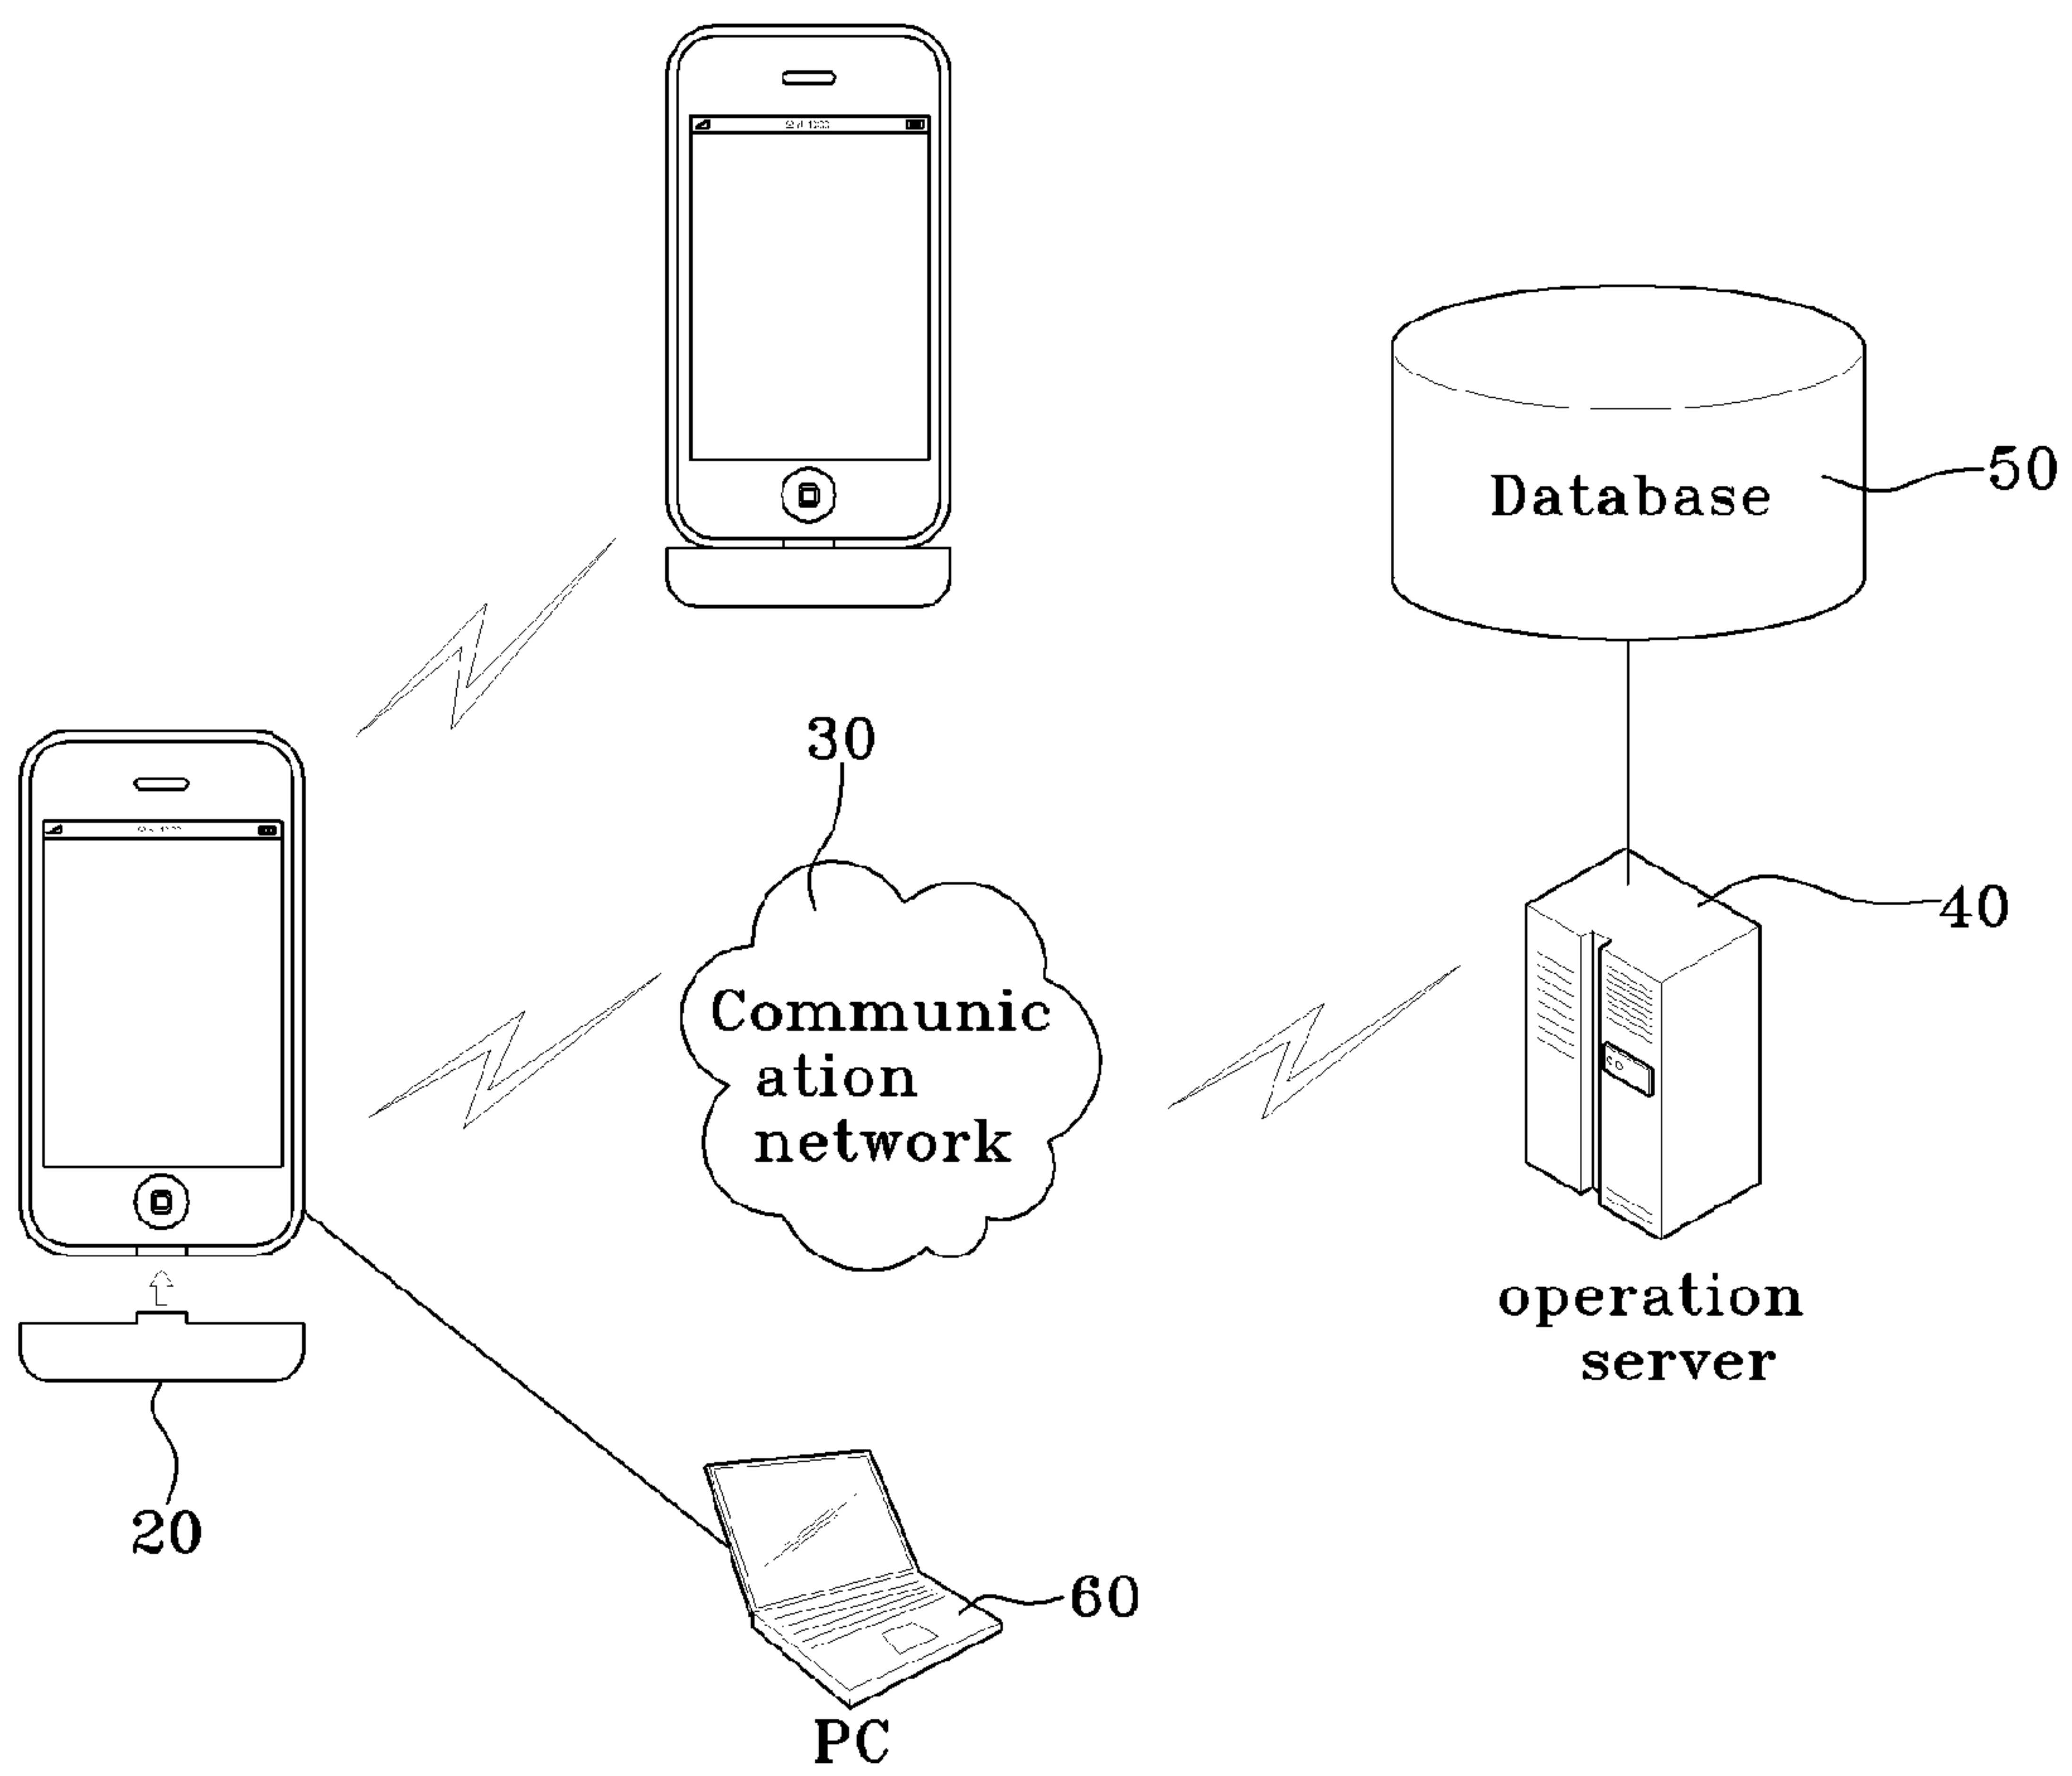 Database
50
30
40
Communic
ation
network
operation
server
20
60
PC